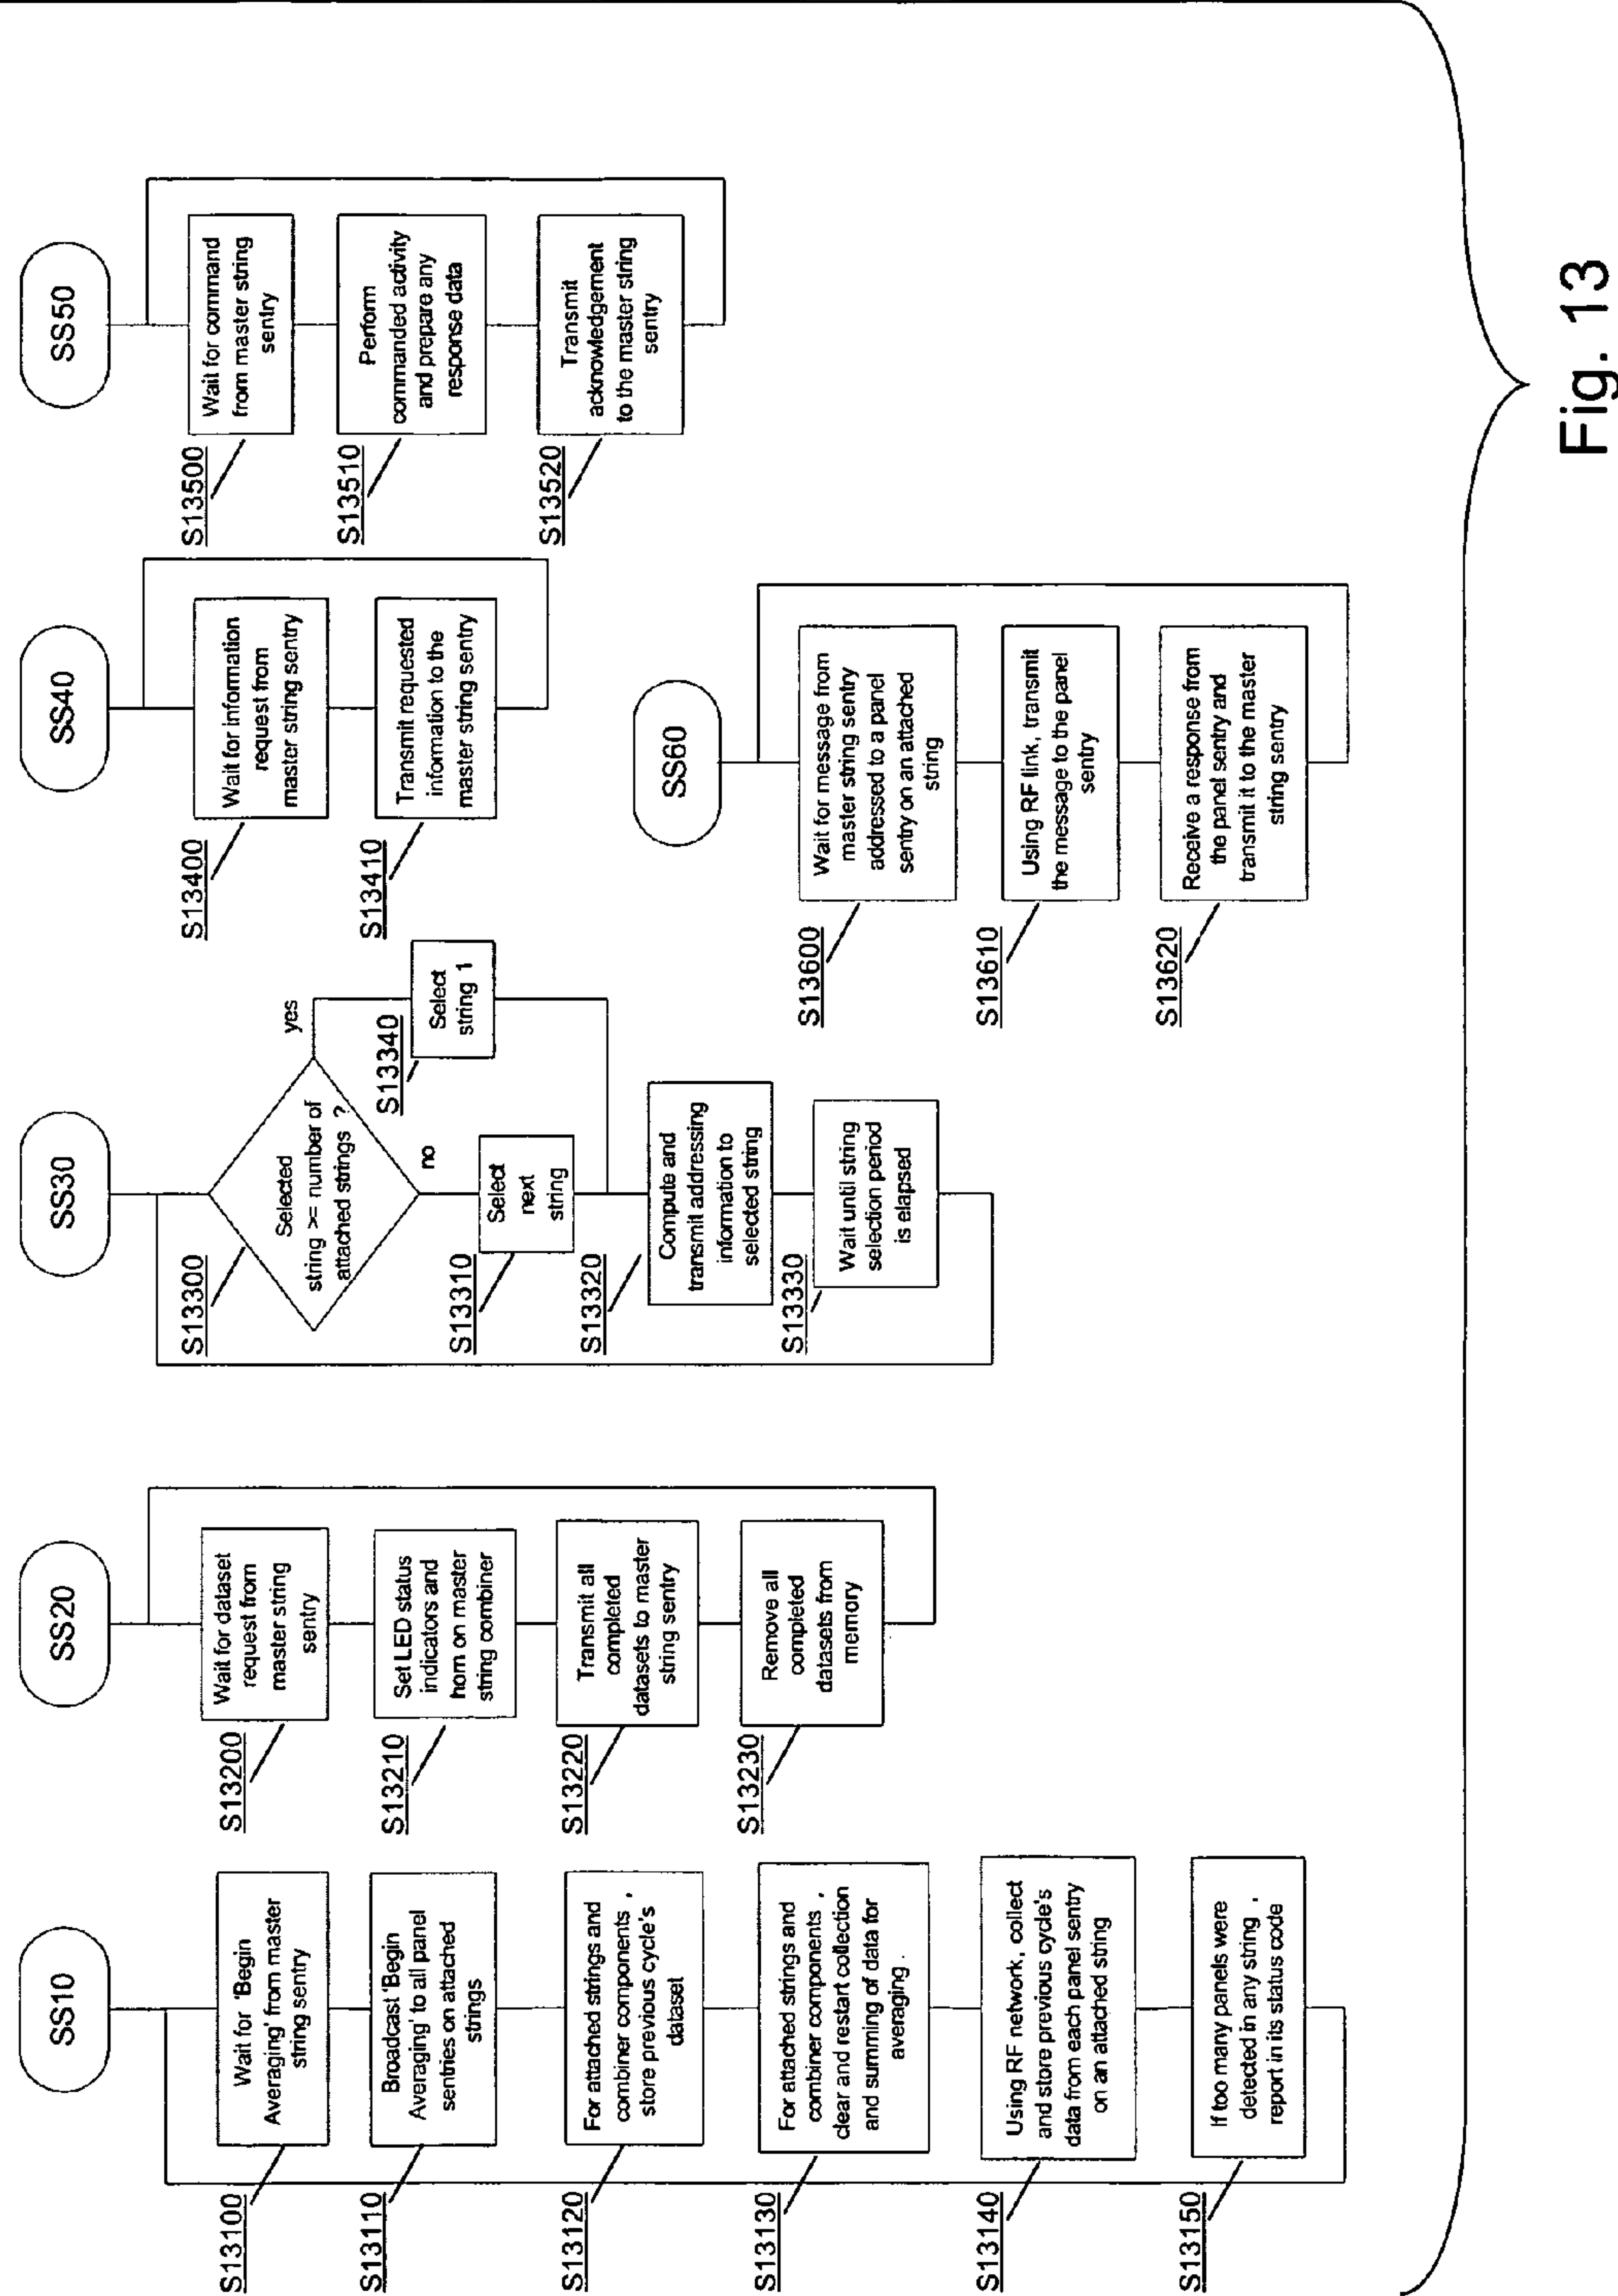 SS10
S13100
Wait for 'Begin
Averaging' from master
string sentry
S13110
Broadcast 'Begin
Averaging' to all panel
sentries on attached
strings
S13120
For attached strings and
combiner components ,
store previous cycle's
dataset
S13130
For attached strings and
combiner components ,
clear and restart collection
and summing of data for
averaging .
S13140
Using RF network, collect
and store previous cycle's
data from each panel sentry
on an attached string
S13150
If too many panels were
detected in any string ,
report in its status code
SS20
S13200
Wait for dataset
request from
master string
sentry
S13210
Set LED status
indicators and
horn on master
string combiner
S13220
Transmit all
completed
datasets to master
string sentry
S13230
Remove all
completed
datasets from
memory
SS30
S13300
Selected
string >= number of
attached strings ?
yes
no
S13340
Select
string 1
S13310
Select
next
string
S13320
Compute and
transmit addressing
information to
selected string
S13330
Wait until string
selection period
is elapsed
SS40
S13400
Wait for information
request from
master string sentry
S13410
Transmit requested
information to the
master string sentry
SS50
S13500
Wait for command
from master string
sentry
S13510
Perform
commanded activity
and prepare any
response data
S13520
Transmit
acknowledgement
to the master string
sentry
SS60
S13600
Wait for message from
master string sentry
addressed to a panel
sentry on an attached
string
S13610
Using RF link, transmit
the message to the panel
sentry
S13620
Receive a response from
the panel sentry and
transmit it to the master
string sentry
Fig. 13